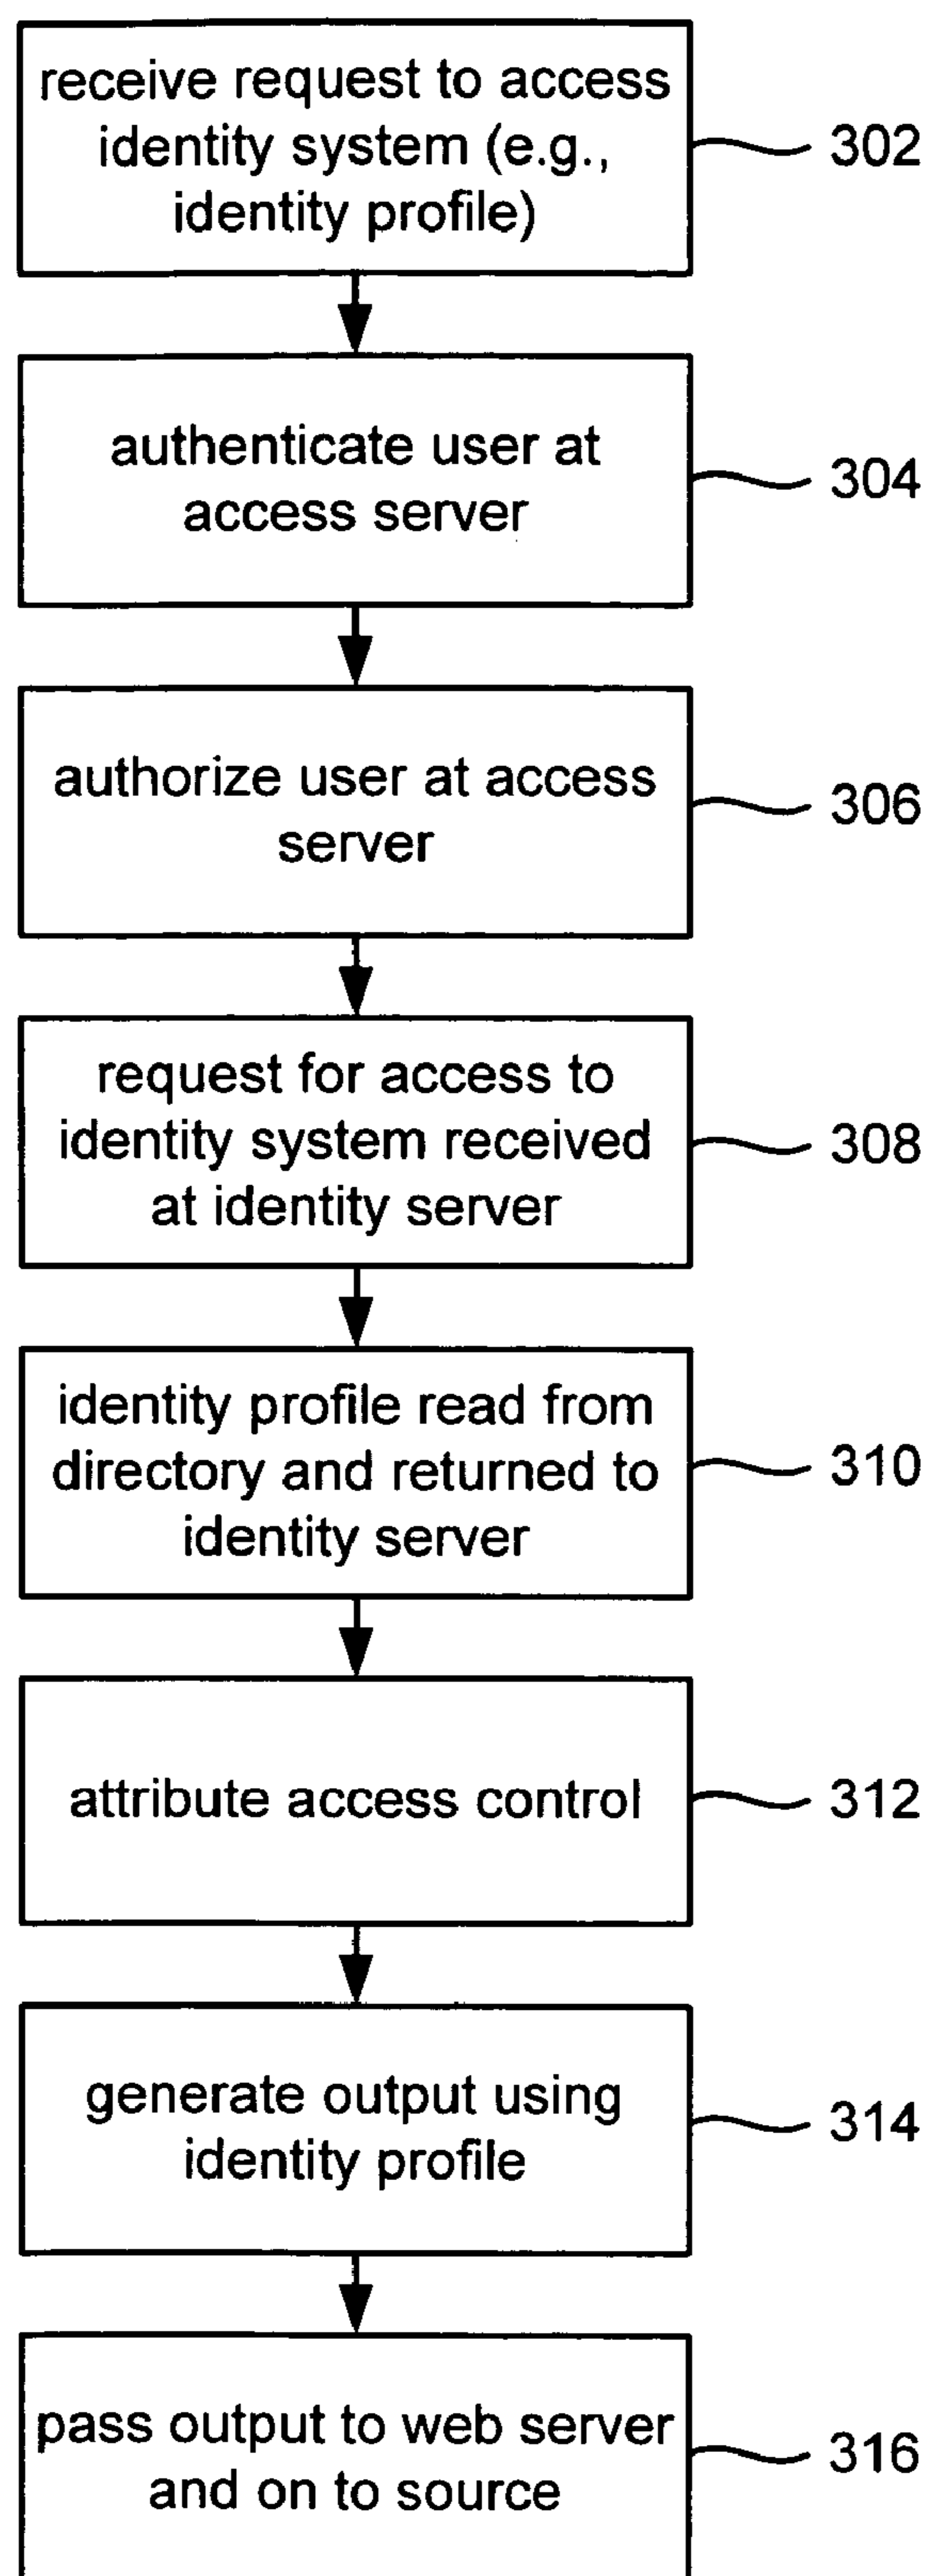 receive request to access
identity system (e.g.,
identity profile)
302
authenticate user at
access server
304
authorize user at access
server
306
request for access to
identity system received
at identity server
308
identity profile read from
directory and returned to
identity server
310
attribute access control
312
generate output using
identity profile
314
pass output to web server
and on to source
316